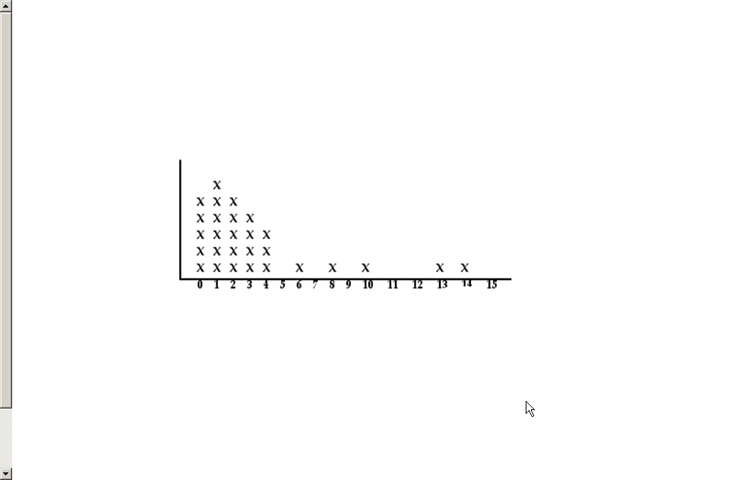 x
x x x
x x x x
x x x x x
x x x x x
x x x x x x x x x x
0 1 2 3 4 5 6 7 8 9 10 11 12 13 14 15